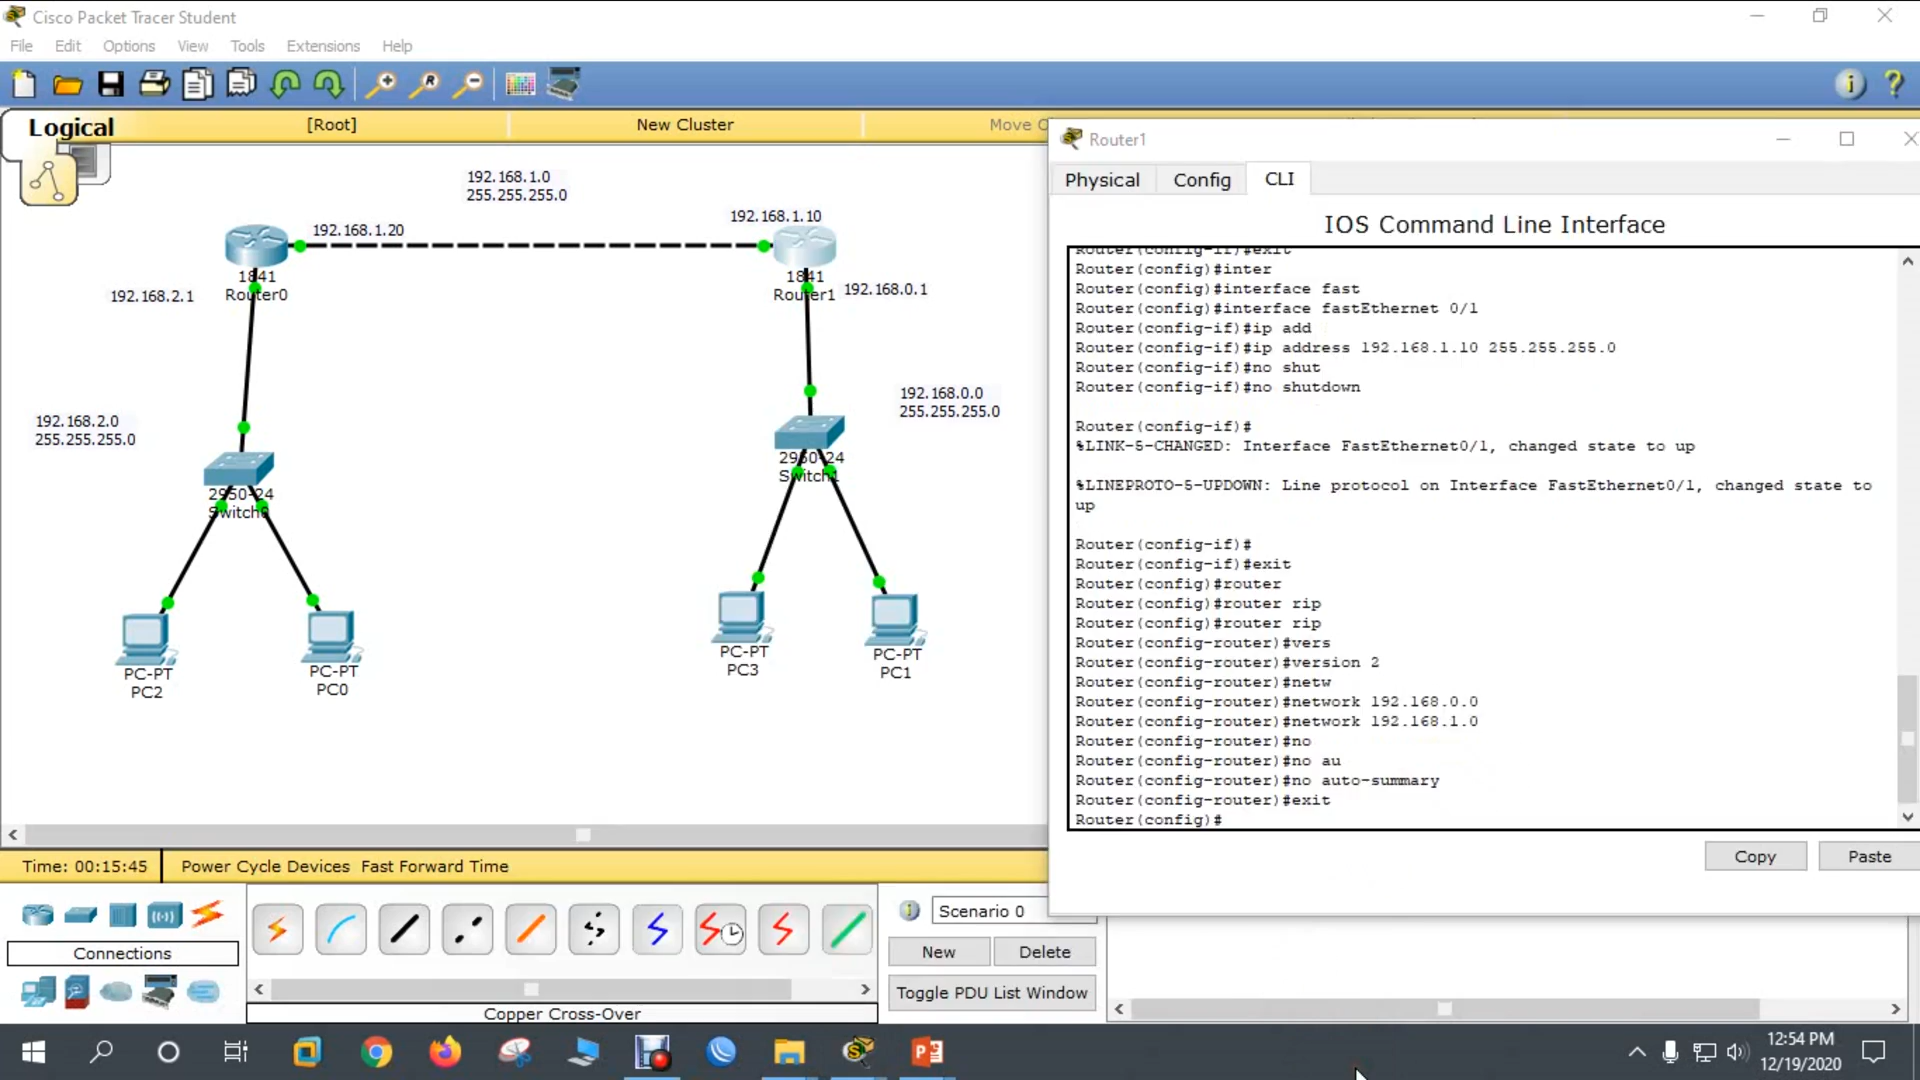 Cisco Packet Tracer Student
File Edit Options View Tools Extensions Help
Logical
[Root]
New Cluster
Move C
192.168.1.0
255.255.255.0
192.168.1.20
192.168.1.10
1841
Router0
192.168.2.1
1841
Router1
192.168.0.1
192.168.2.0
255.255.255.0
192.168.0.0
255.255.255.0
2950-24
Switch0
2950-24
Switch1
PC-PT
PC2
PC-PT
PC0
PC-PT
PC3
PC-PT
PC1
Router1
Physical Config CLI
IOS Command Line Interface
Router(config-if)#exit
Router(config)#inter
Router(config)#interface fast
Router(config)#interface fastEthernet 0/1
Router(config-if)#ip add
Router(config-if)#ip address 192.168.1.10 255.255.255.0
Router(config-if)#no shut
Router(config-if)#no shutdown
Router(config-if)#
%LINK-5-CHANGED: Interface FastEthernet0/1, changed state to up
%LINEPROTO-5-UPDOWN: Line protocol on Interface FastEthernet0/1, changed state to
up
Router(config-if)#
Router(config-if)#exit
Router(config)#router
Router(config)#router rip
Router(config)#router rip
Router(config-router)#vers
Router(config-router)#version 2
Router(config-router)#netw
Router(config-router)#network 192.168.0.0
Router(config-router)#network 192.168.1.0
Router(config-router)#no
Router(config-router)#no au
Router(config-router)#no auto-summary
Router(config-router)#exit
Router(config)#
Copy Paste
Time: 00:15:45 Power Cycle Devices Fast Forward Time
Connections
Copper Cross-Over
Scenario 0
New Delete
Toggle PDU List Window
12:54 PM
12/19/2020